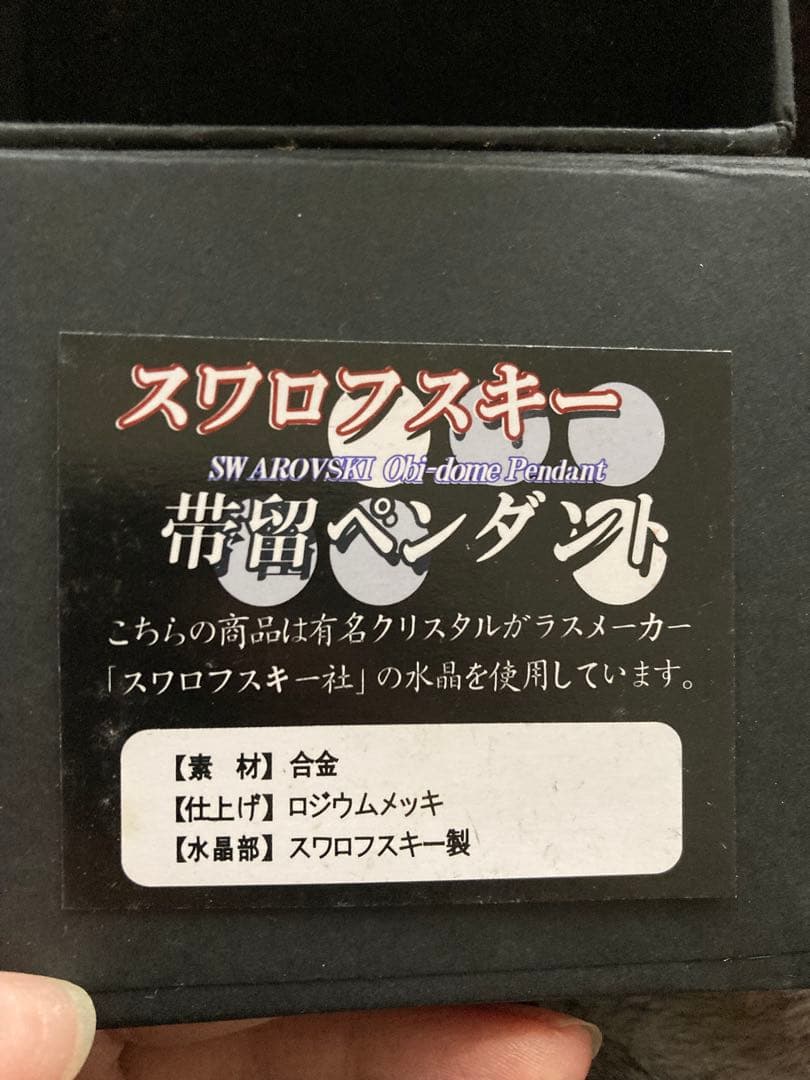 スワロフスキー
SWAROVSKI Obi-dome Pendant
帯留ペンダント
こちらの商品は有名クリスタルガラスメーカー
「スワロフスキー社」の水晶を使用しています。
【素　材】合金
【仕上げ】ロジウムメッキ
【水晶部】スワロフスキー製